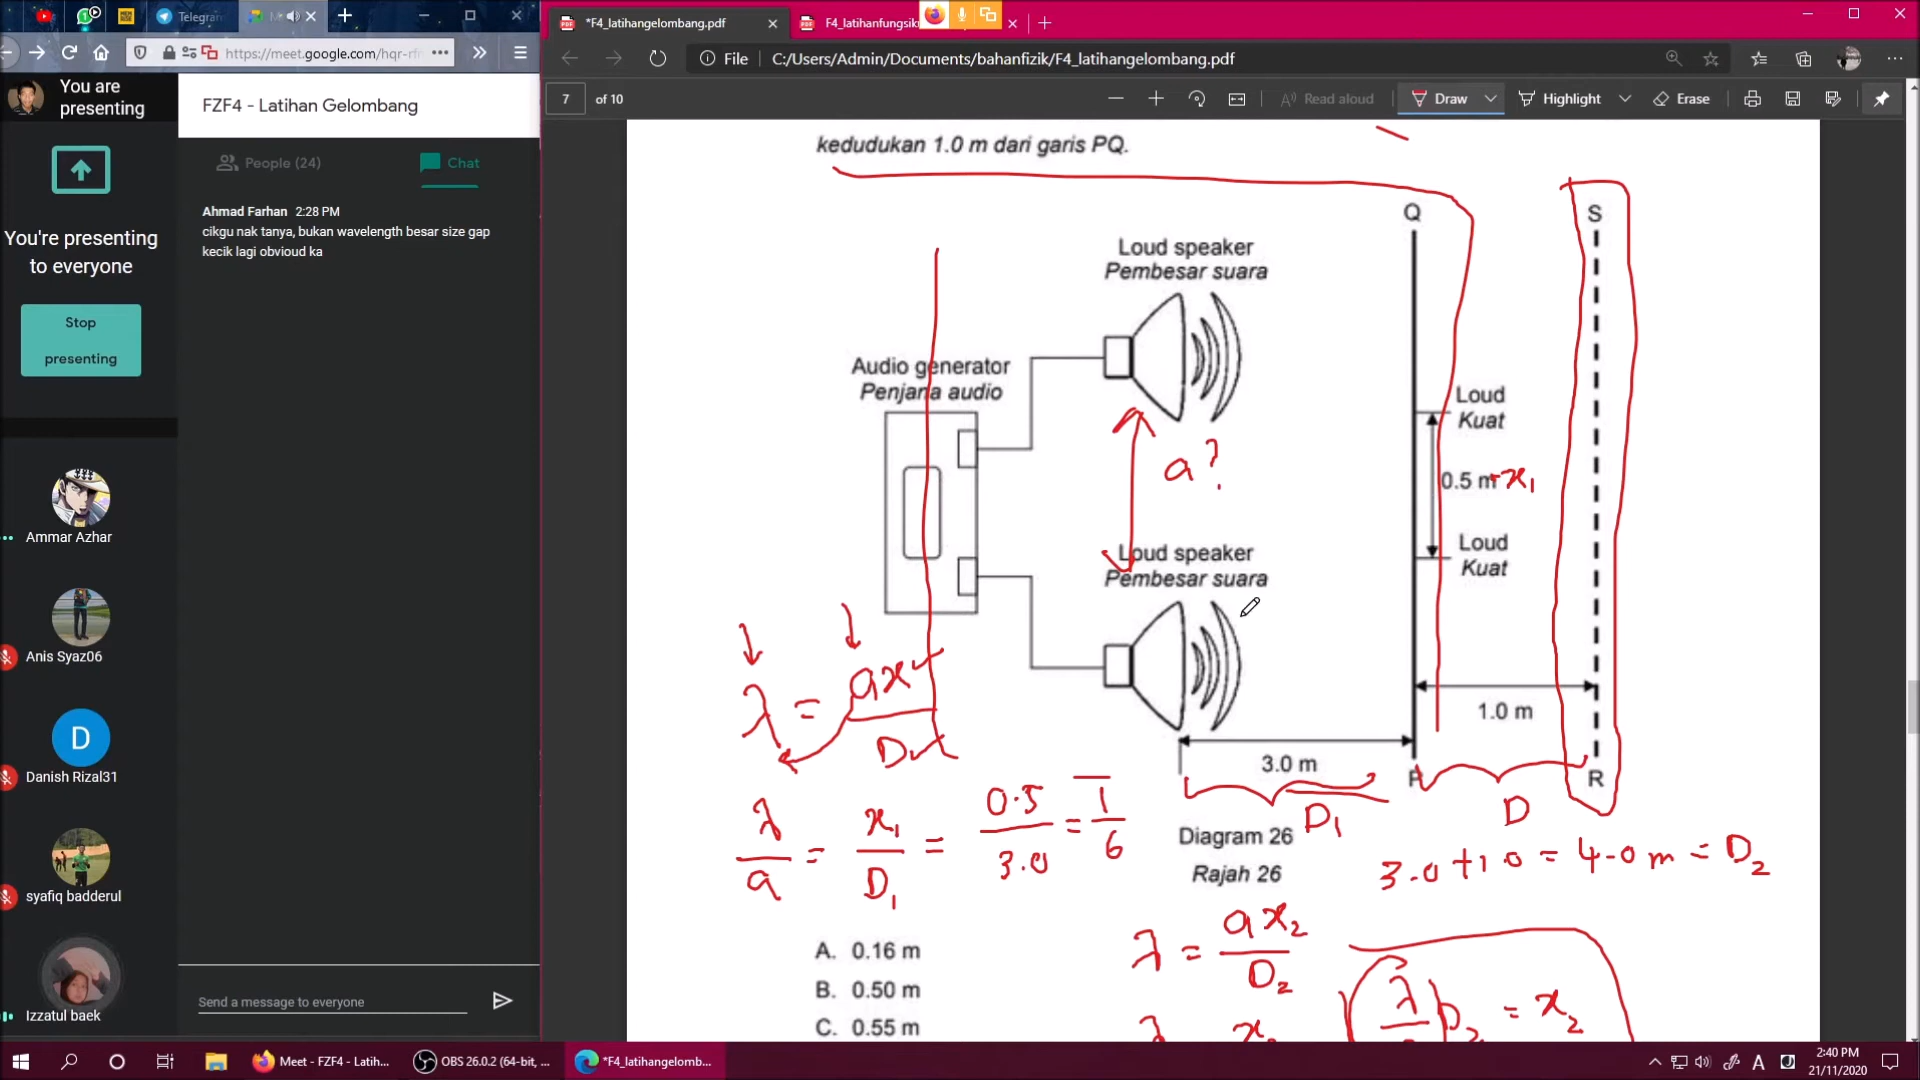 Telegran
M
https://meet.google.com/hqr-rfi
*F4_latihangelombang.pdf
F4_latihanfungsik
File
C:/Users/Admin/Documents/bahanfizik/F4_latihangelombang.pdf
7
of 10
Read aloud
Draw
Highlight
Erase
You are
presenting
You're presenting
to everyone
Stop
presenting
FZF4 - Latihan Gelombang
People (24)
Chat
Ahmad Farhan 2:28 PM
cikgu nak tanya, bukan wavelength besar size gap
kecik lagi obvioud ka
Ammar Azhar
Anis Syaz06
D
Danish Rizal31
syafiq badderul
Izzatul baek
Send a message to everyone
kedudukan 1.0 m dari garis PQ.
Q
S
Loud speaker
Pembesar suara
Audio generator
Penjana audio
Loud
Kuat
a?
0.5 m
x₁
Loud
Kuat
Loud speaker
Pembesar suara
1.0 m
3.0 m
R
D₁
D
λ = ax
D
λ/a = x₁/D₁ = 0.5/3.0 = 1/6
Diagram 26
Rajah 26
3.0 + 1.0 = 4.0 m = D₂
λ = ax₂/D₂
A. 0.16 m
B. 0.50 m
C. 0.55 m
D₂ = x₂
Meet - FZF4 - Latih...
OBS 26.0.2 (64-bit, ...
*F4_latihangelomb...
2:40 PM
21/11/2020